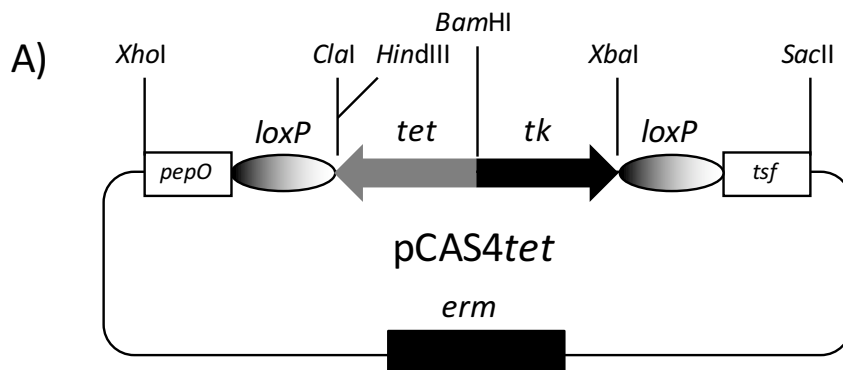 A)
BamHI
XhoI ClaI HindIII XbaI SacII
loxP tet tk loxP
pepO tsf
pCAS4tet
erm